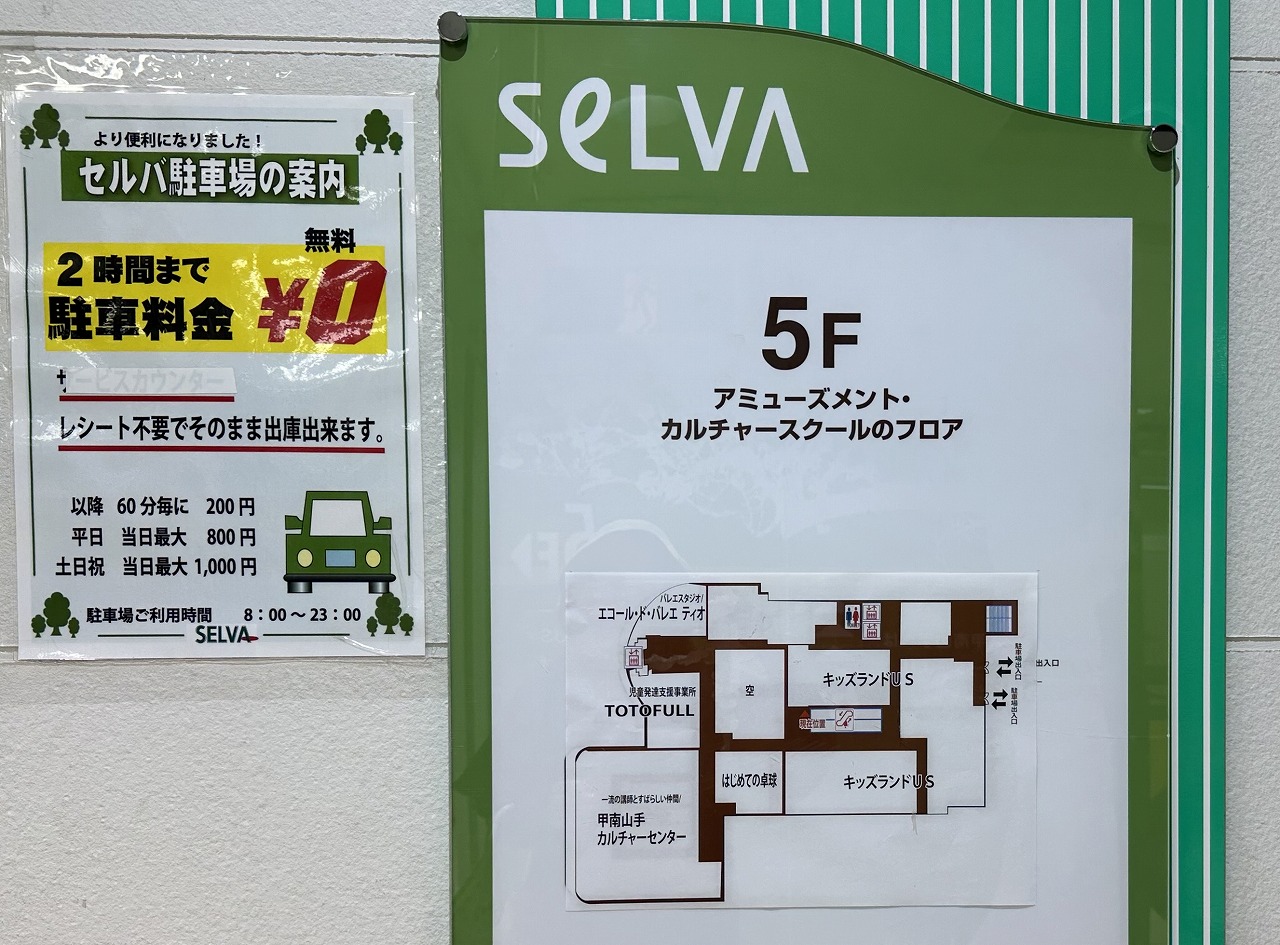 より便利になりました！
セルバ駐車場の案内
無料
2時間まで
駐車料金 ¥0
サービスカウンター
レシート不要でそのまま出庫出来ます。
以降 60分毎に 200円
平日 当日最大 800円
土日祝 当日最大 1,000円
駐車場ご利用時間 8：00～23：00
SELVA
SELVA
5F
アミューズメント・
カルチャースクールのフロア
バレエスタジオ/
エコール・ド・バレエ ティオ
児童発達支援事業所
TOTOFULL
空
キッズランドＵＳ
現在位置
駐車場出入口
出入口
駐車場出入口
はじめての卓球
キッズランドＵＳ
一流の講師とすばらしい仲間/
甲南山手
カルチャーセンター